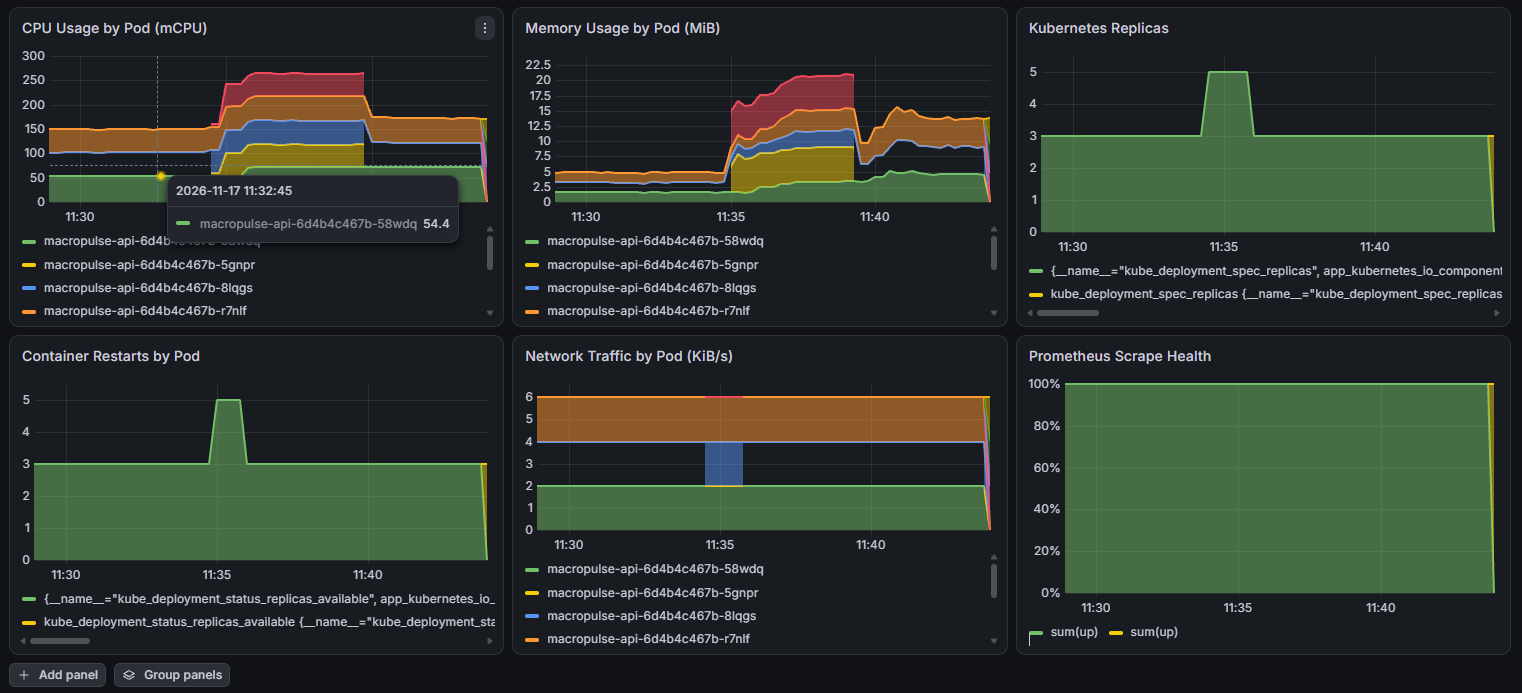 CPU Usage by Pod (mCPU)
300
250
200
150
100
50
0
11:30
2026-11-17 11:32:45
macropulse-api-6d4b4c467b-58wdq 54.4
macropulse-api-6d4b4c467b-58wdq
macropulse-api-6d4b4c467b-5gnpr
macropulse-api-6d4b4c467b-8lqgs
macropulse-api-6d4b4c467b-r7nlf
Memory Usage by Pod (MiB)
22.5
20
17.5
15
12.5
10
7.5
5
2.5
0
11:30 11:35 11:40
macropulse-api-6d4b4c467b-58wdq
macropulse-api-6d4b4c467b-5gnpr
macropulse-api-6d4b4c467b-8lqgs
macropulse-api-6d4b4c467b-r7nlf
Kubernetes Replicas
5
4
3
2
1
0
11:30 11:35 11:40
{__name__="kube_deployment_spec_replicas", app_kubernetes_io_component
kube_deployment_spec_replicas {__name__="kube_deployment_spec_replicas
Container Restarts by Pod
5
4
3
2
1
0
11:30 11:35 11:40
{__name__="kube_deployment_status_replicas_available", app_kubernetes_io_
kube_deployment_status_replicas_available {__name__="kube_deployment_sta
Network Traffic by Pod (KiB/s)
6
5
4
3
2
1
0
11:30 11:35 11:40
macropulse-api-6d4b4c467b-58wdq
macropulse-api-6d4b4c467b-5gnpr
macropulse-api-6d4b4c467b-8lqgs
macropulse-api-6d4b4c467b-r7nlf
Prometheus Scrape Health
100%
80%
60%
40%
20%
0%
11:30 11:35 11:40
sum(up) sum(up)
Add panel Group panels